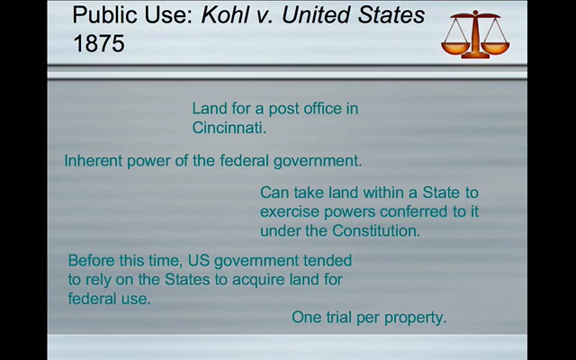 Public Use: Kohl v. United States
1875
Land for a post office in
Cincinnati.
Inherent power of the federal government.
Can take land within a State to
exercise powers conferred to it
under the Constitution.
Before this time, US government tended
to rely on the States to acquire land for
federal use.
One trial per property.